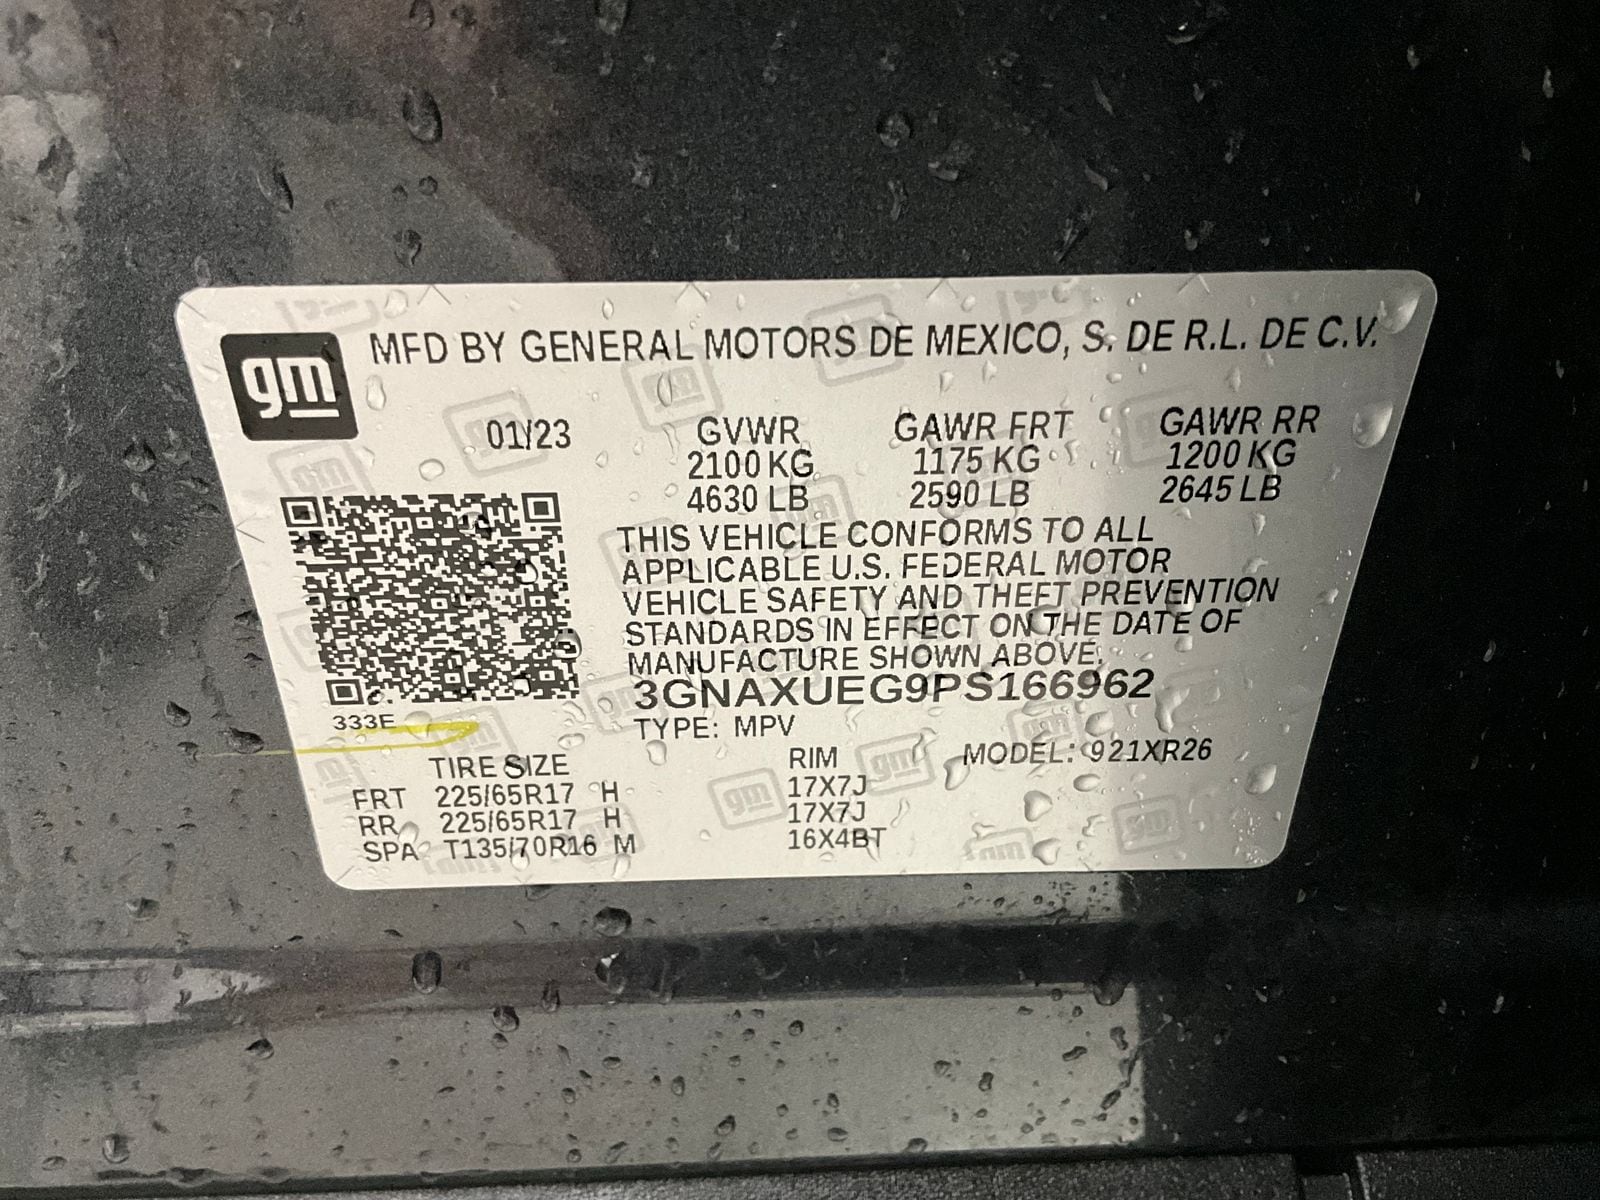 gm MFD BY GENERAL MOTORS DE MEXICO, S. DE R.L. DE C.V.
01/23 GVWR GAWR FRT GAWR RR
2100 KG 1175 KG 1200 KG
4630 LB 2590 LB 2645 LB
THIS VEHICLE CONFORMS TO ALL
APPLICABLE U.S. FEDERAL MOTOR
VEHICLE SAFETY AND THEFT PREVENTION
STANDARDS IN EFFECT ON THE DATE OF
MANUFACTURE SHOWN ABOVE.
3GNAXUEG9PS166962
333E TYPE: MPV
TIRE SIZE RIM MODEL: 921XR26
FRT 225/65R17 H 17X7J
RR 225/65R17 H 17X7J
SPA T135/70R16 M 16X4BT